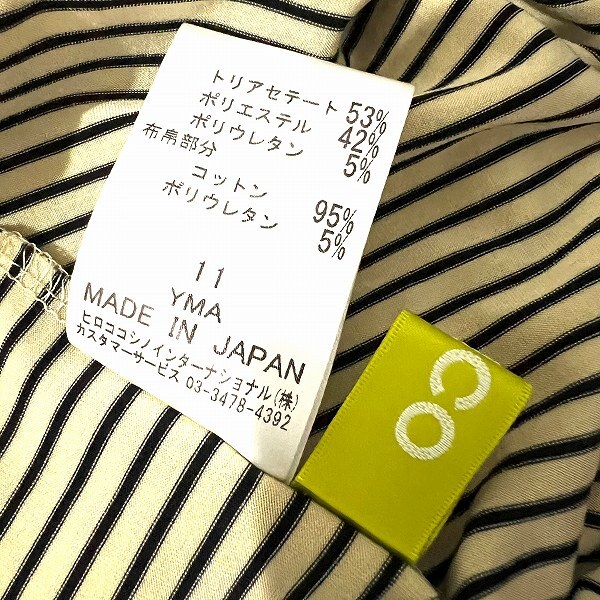 トリアセテート 53%
ポリエステル 42%
ポリウレタン 5%
布帛部分
コットン 95%
ポリウレタン 5%
11
YMA
MADE IN JAPAN
ヒロココシノインターナショナル(株)
カスタマーサービス 03-3478-4392